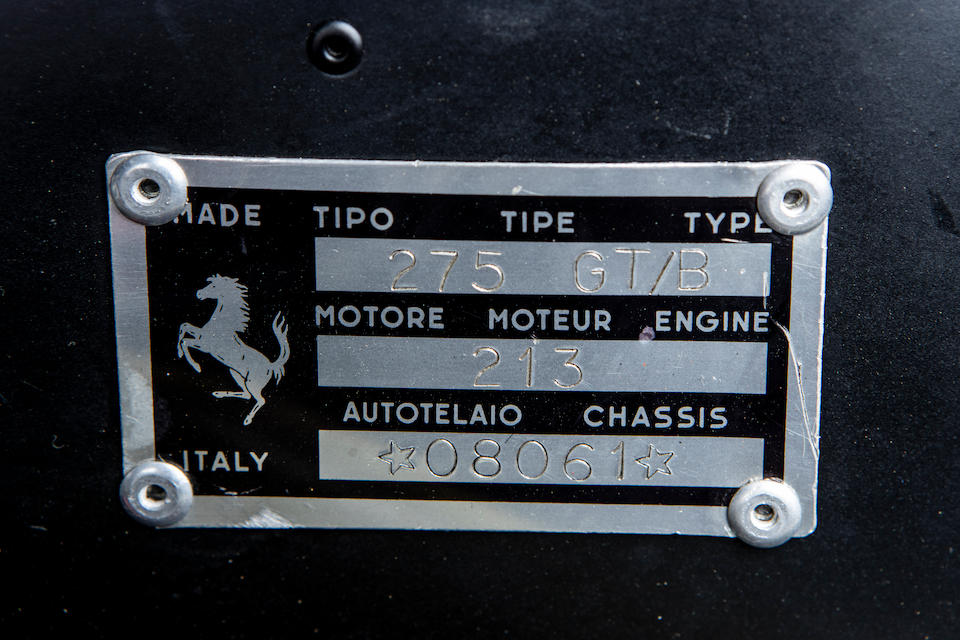 MADE TIPO TIPE TYPE
275 GT/B
MOTORE MOTEUR ENGINE
213
AUTOTELAIO CHASSIS
☆08061☆
ITALY